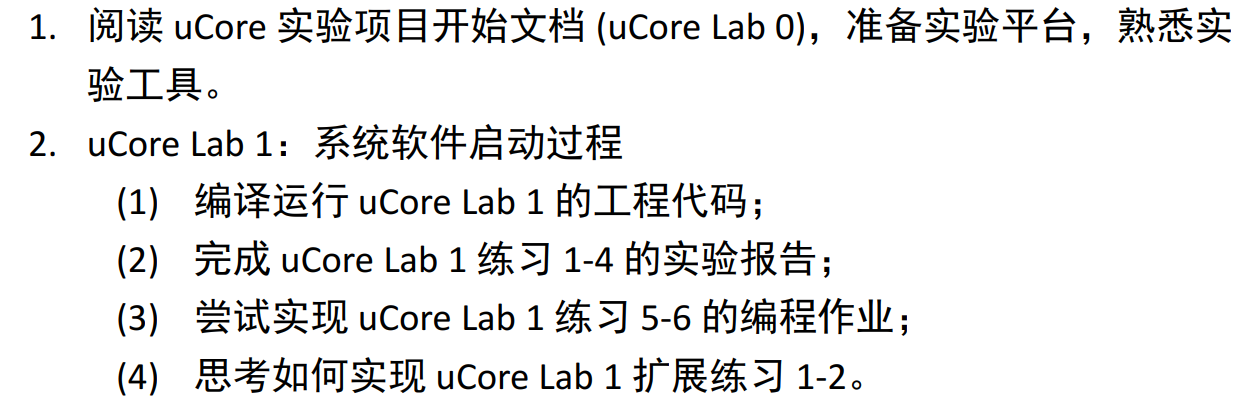 1. 阅读 uCore 实验项目开始文档 (uCore Lab 0)，准备实验平台，熟悉实
验工具。
2. uCore Lab 1：系统软件启动过程
(1) 编译运行 uCore Lab 1 的工程代码；
(2) 完成 uCore Lab 1 练习 1-4 的实验报告；
(3) 尝试实现 uCore Lab 1 练习 5-6 的编程作业；
(4) 思考如何实现 uCore Lab 1 扩展练习 1-2。